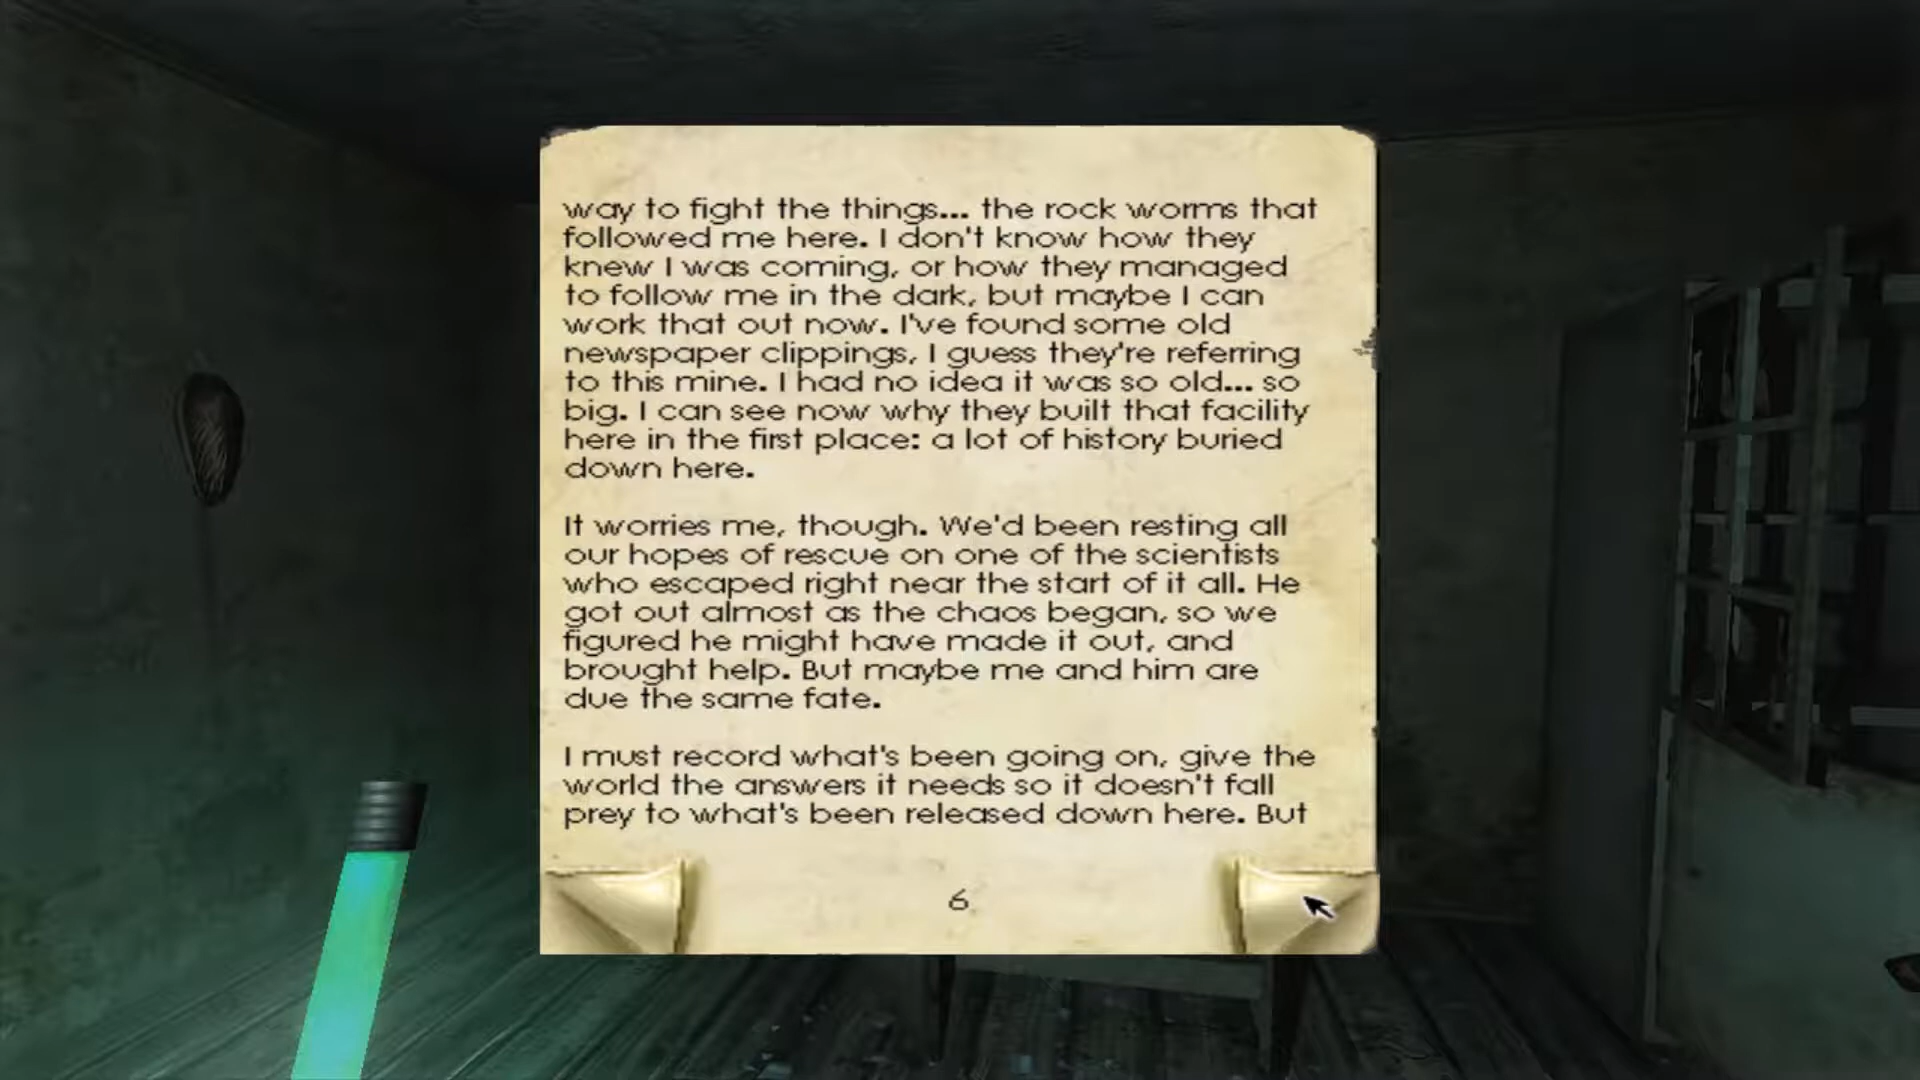 way to fight the things... the rock worms that
followed me here. I don't know how they
knew I was coming, or how they managed
to follow me in the dark, but maybe I can
work that out now. I've found some old
newspaper clippings, I guess they're referring
to this mine. I had no idea it was so old... so
big. I can see now why they built that facility
here in the first place: a lot of history buried
down here.
It worries me, though. We'd been resting all
our hopes of rescue on one of the scientists
who escaped right near the start of it all. He
got out almost as the chaos began, so we
figured he might have made it out, and
brought help. But maybe me and him are
due the same fate.
I must record what's been going on, give the
world the answers it needs so it doesn't fall
prey to what's been released down here. But
6